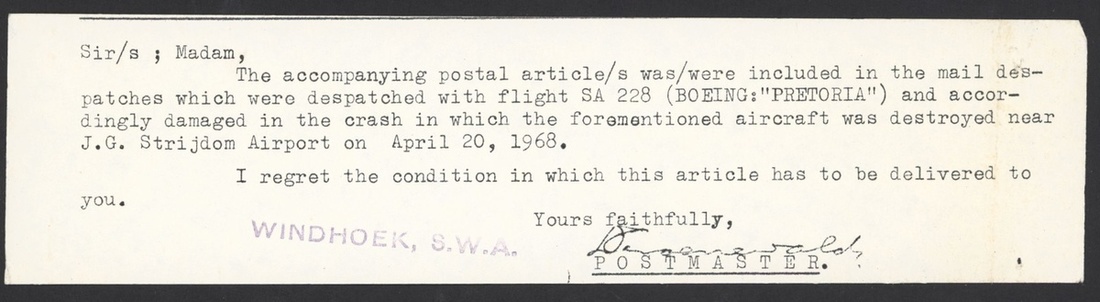 Sir/s ; Madam,
The accompanying postal article/s was/were included in the mail des-
patches which were despatched with flight SA 228 (BOEING:"PRETORIA") and accor-
dingly damaged in the crash in which the forementioned aircraft was destroyed near
J.G. Strijdom Airport on April 20, 1968.
I regret the condition in which this article has to be delivered to
you.
Yours faithfully,
WINDHOEK, S.W.A.
POSTMASTER.